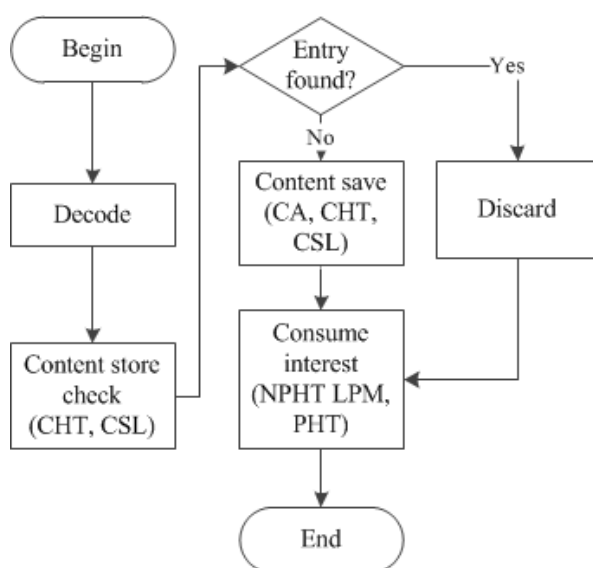 Begin
Decode
Content store
check
(CHT, CSL)
Entry
found?
Yes
No
Content save
(CA, CHT,
CSL)
Discard
Consume
interest
(NPHT LPM,
PHT)
End